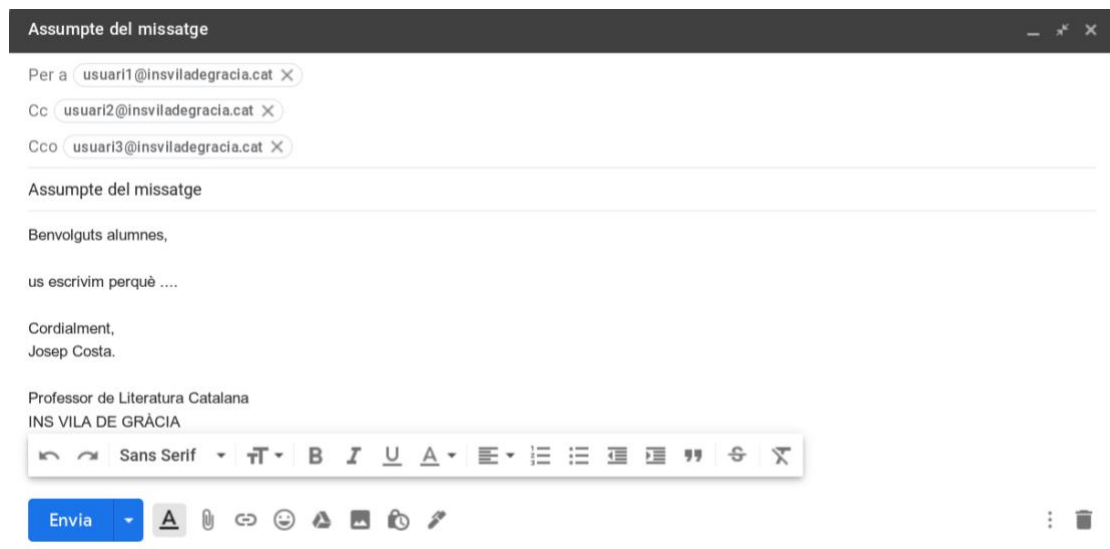 Assumpte del missatge
Per a usuari1@insviladegracia.cat
Cc usuari2@insviladegracia.cat
Cco usuari3@insviladegracia.cat
Assumpte del missatge
Benvolguts alumnes,
us escrivim perquè ....
Cordialment,
Josep Costa.
Professor de Literatura Catalana
INS VILA DE GRÀCIA
Sans Serif
Envia